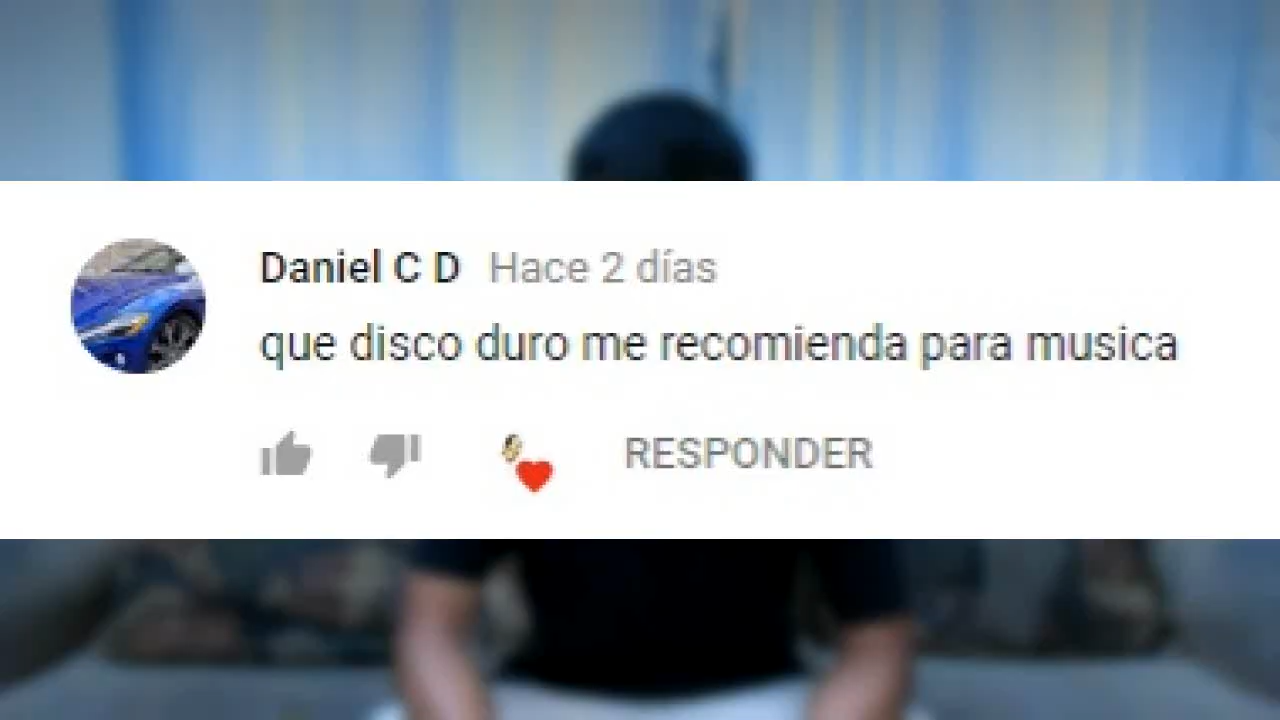 Daniel C D Hace 2 días
que disco duro me recomienda para musica
RESPONDER